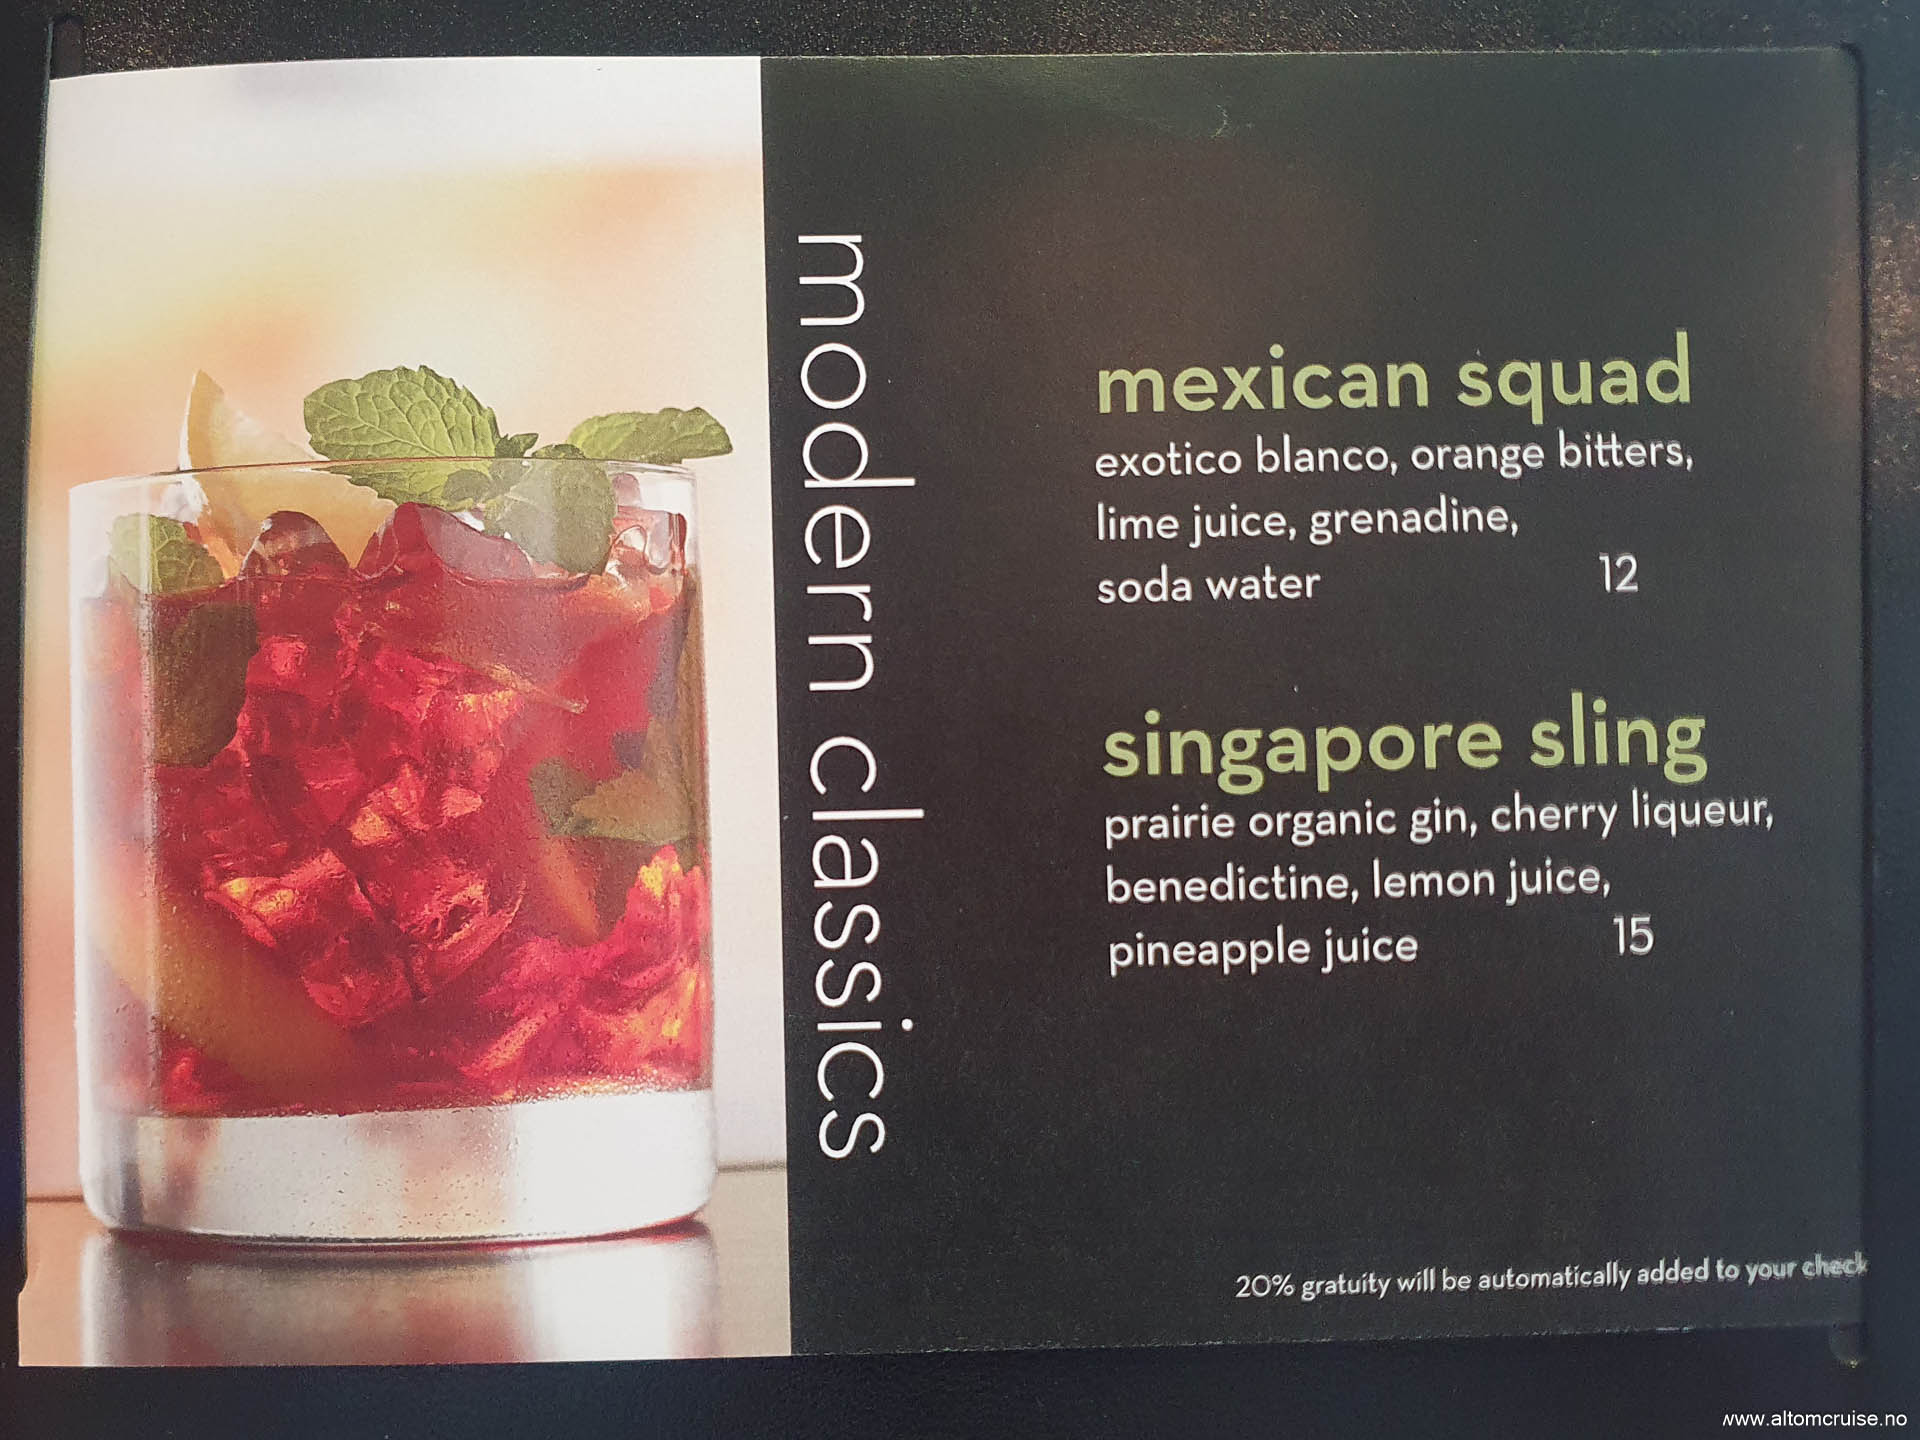 modern classics
mexican squad
exotico blanco, orange bitters,
lime juice, grenadine,
soda water 12
singapore sling
prairie organic gin, cherry liqueur,
benedictine, lemon juice,
pineapple juice 15
20% gratuity will be automatically added to your check
www.altomcruise.no